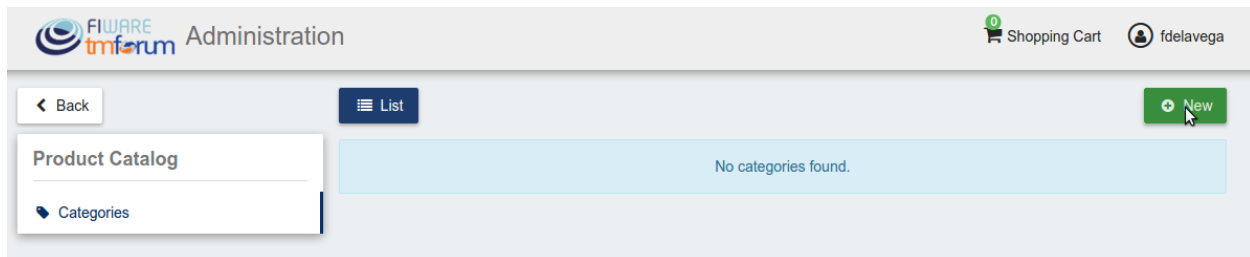 FIWARE
tmforum
Administration
0
Shopping Cart
fdelavega
Back
List
New
Product Catalog
No categories found.
Categories